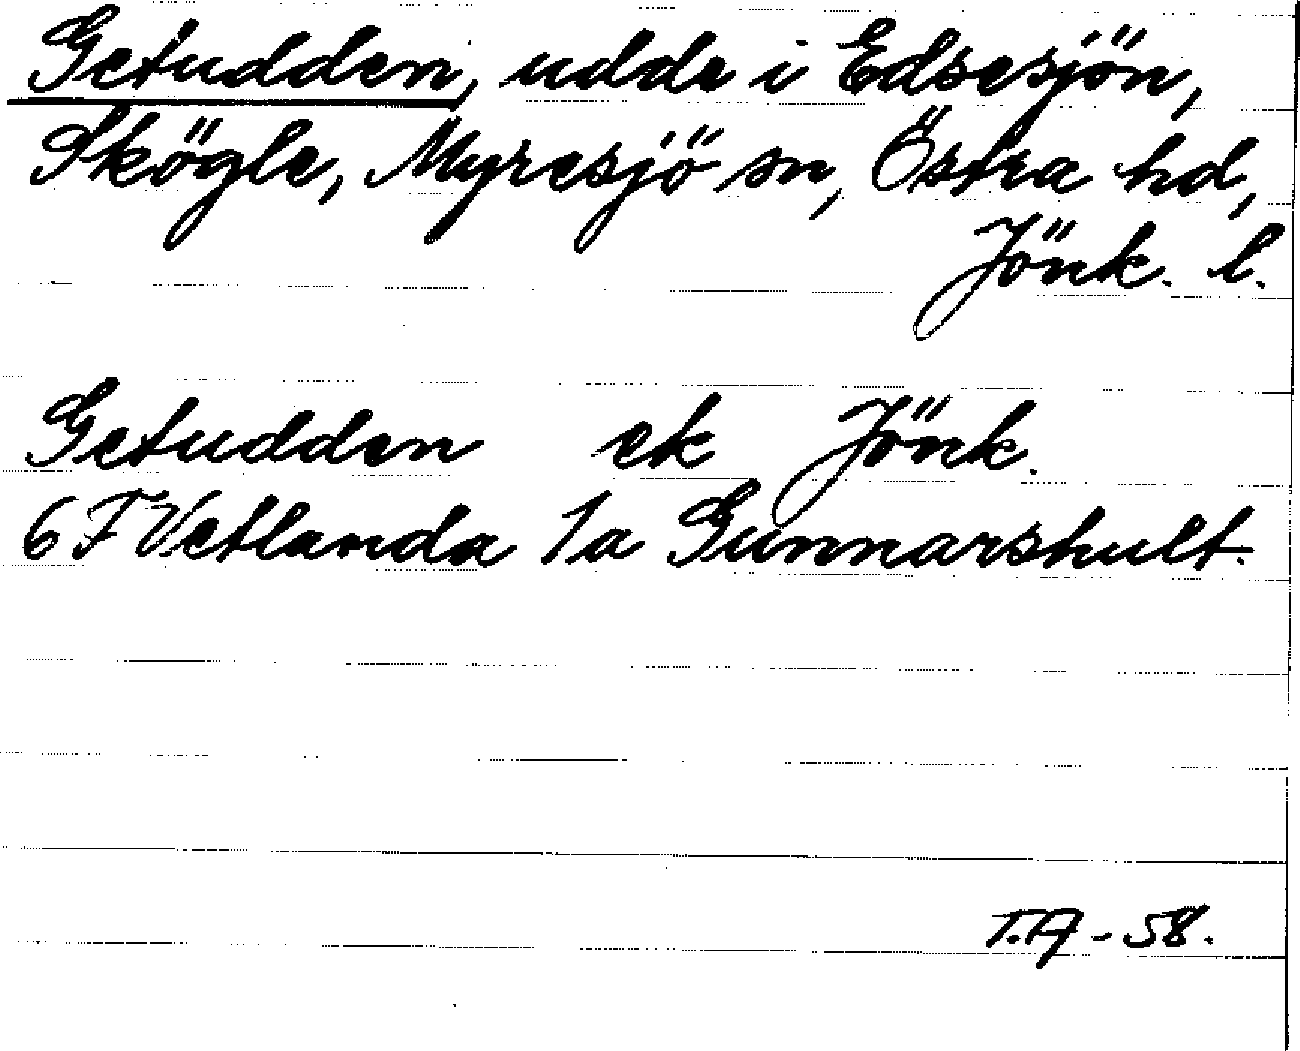 Getudden, udde i Edsesjön,
Skögle, Myresjö sn, Östra hd,
Jönk. l.
Getudden ek Jönk.
6 F Vetlanda 1a Gunnarshult.
T.A - 58.